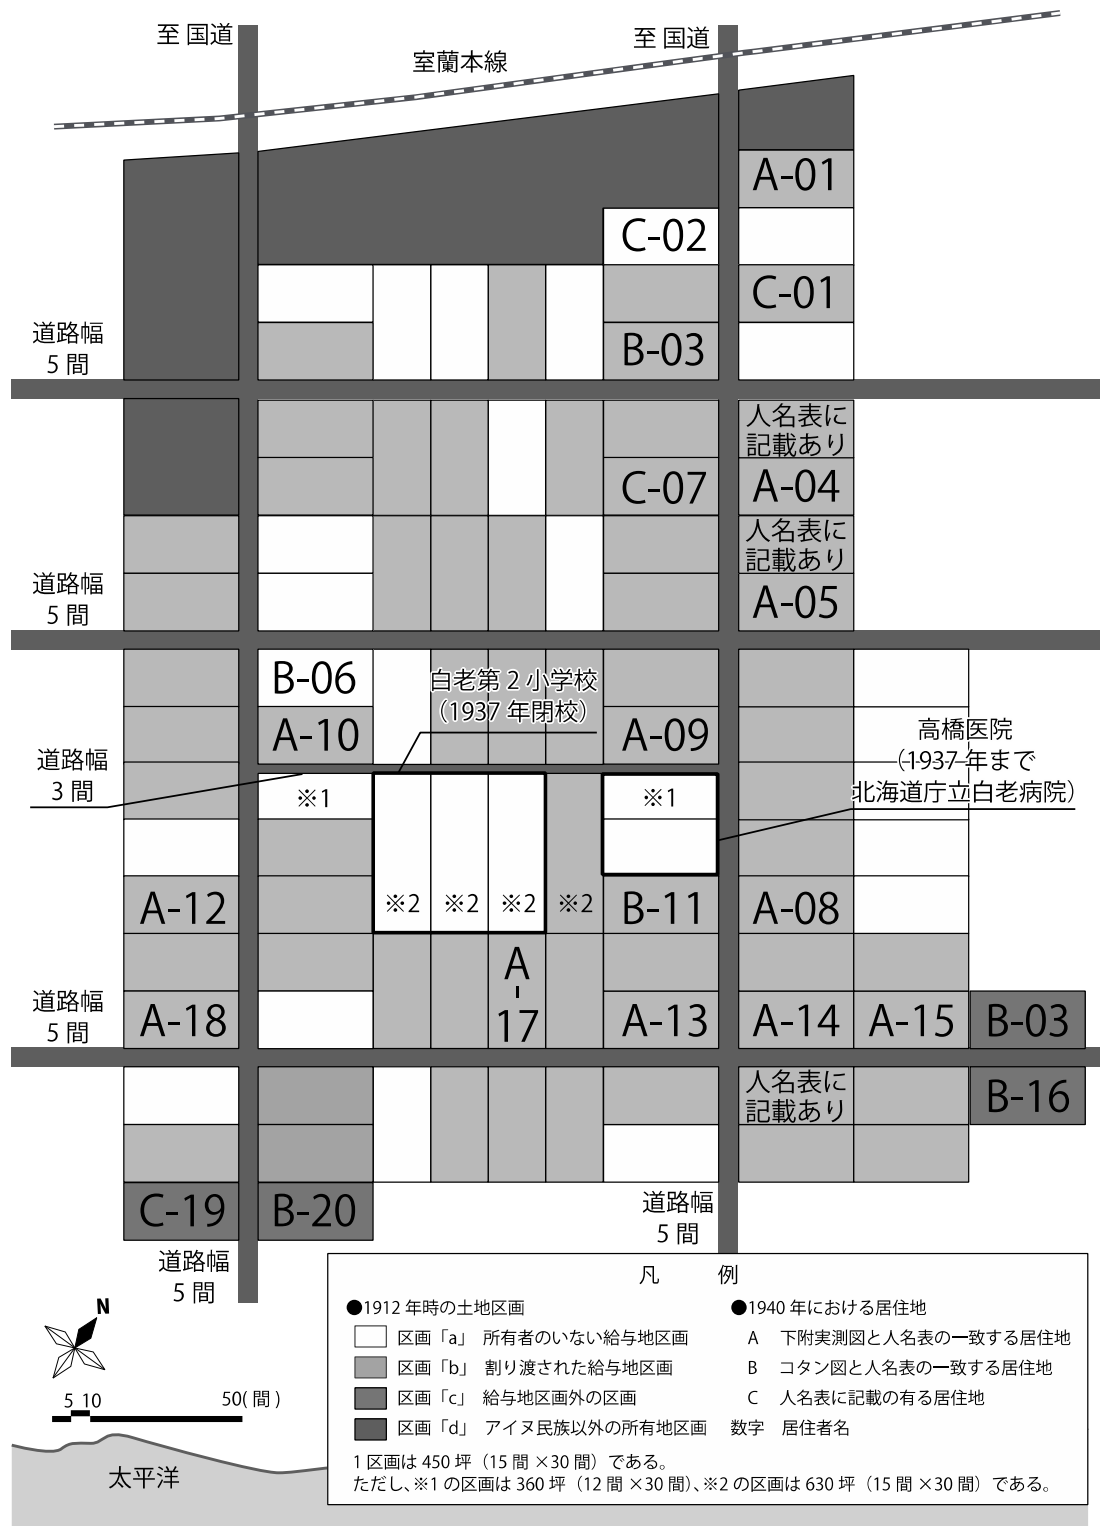 至 国道
至 国道
室蘭本線
A-01
C-02
C-01
道路幅
5 間
B-03
人名表に
記載あり
C-07
A-04
人名表に
記載あり
道路幅
5 間
A-05
B-06
白老第 2 小学校
（1937 年閉校）
A-10
A-09
高橋医院
（1937 年まで
北海道庁立白老病院）
道路幅
3 間
※1
※1
※2
※2
※2
※2
A-12
B-11
A-08
A
-
17
道路幅
5 間
A-18
A-13
A-14
A-15
B-03
人名表に
記載あり
B-16
C-19
B-20
道路幅
5 間
道路幅
5 間
N
5 10
50( 間 )
太平洋
凡 例
●1912 年時の土地区画
区画「a」 所有者のいない給与地区画
区画「b」 割り渡された給与地区画
区画「c」 給与地区画外の区画
区画「d」 アイヌ民族以外の所有地区画
●1940 年における居住地
A 下附実測図と人名表の一致する居住地
B コタン図と人名表の一致する居住地
C 人名表に記載の有る居住地
数字 居住者名
1 区画は 450 坪（15 間 ×30 間）である。
ただし、※1 の区画は 360 坪（12 間 ×30 間）、※2 の区画は 630 坪（15 間 ×30 間）である。